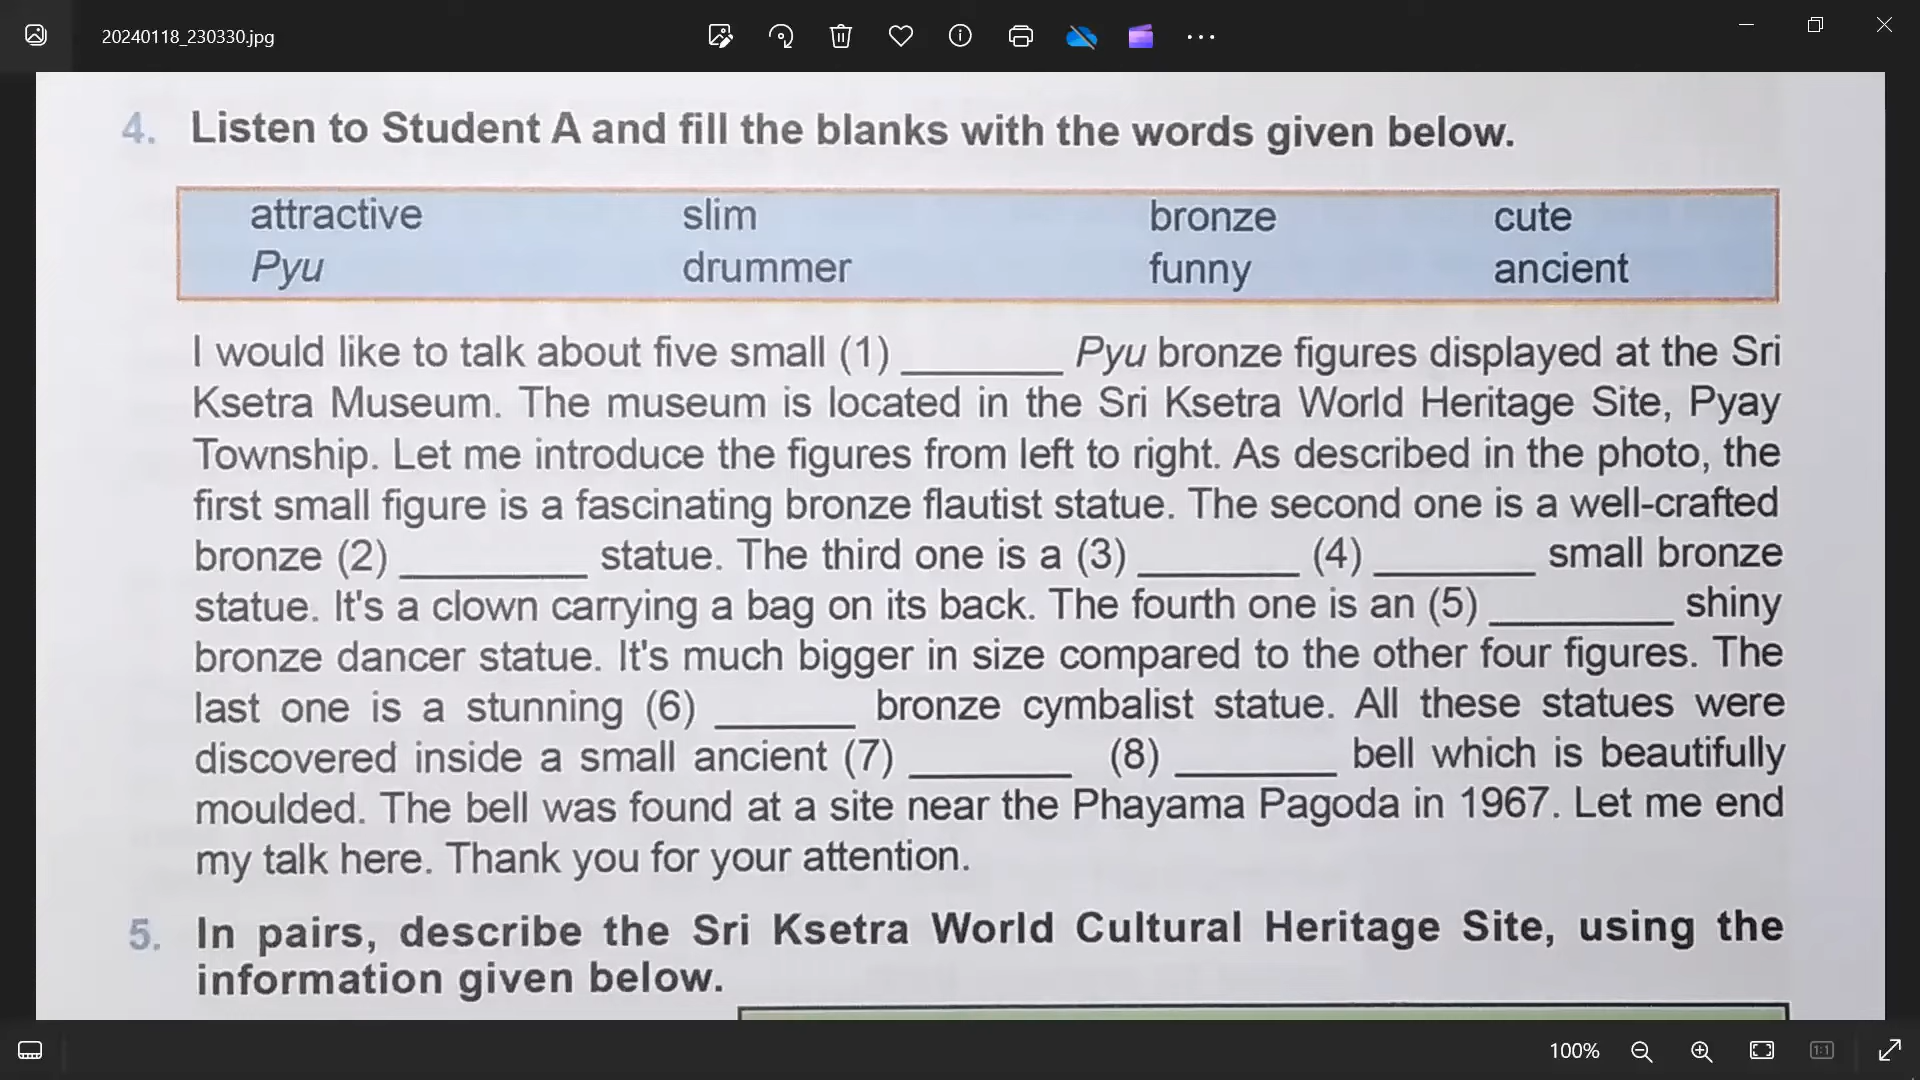 20240118_230330.jpg
4. Listen to Student A and fill the blanks with the words given below.
attractive slim bronze cute
Pyu drummer funny ancient
I would like to talk about five small (1) ________ Pyu bronze figures displayed at the Sri
Ksetra Museum. The museum is located in the Sri Ksetra World Heritage Site, Pyay
Township. Let me introduce the figures from left to right. As described in the photo, the
first small figure is a fascinating bronze flautist statue. The second one is a well-crafted
bronze (2) ________ statue. The third one is a (3) ________ (4) ________ small bronze
statue. It's a clown carrying a bag on its back. The fourth one is an (5) ________ shiny
bronze dancer statue. It's much bigger in size compared to the other four figures. The
last one is a stunning (6) ________ bronze cymbalist statue. All these statues were
discovered inside a small ancient (7) ________ (8) ________ bell which is beautifully
moulded. The bell was found at a site near the Phayama Pagoda in 1967. Let me end
my talk here. Thank you for your attention.
5. In pairs, describe the Sri Ksetra World Cultural Heritage Site, using the
information given below.
100%
1:1